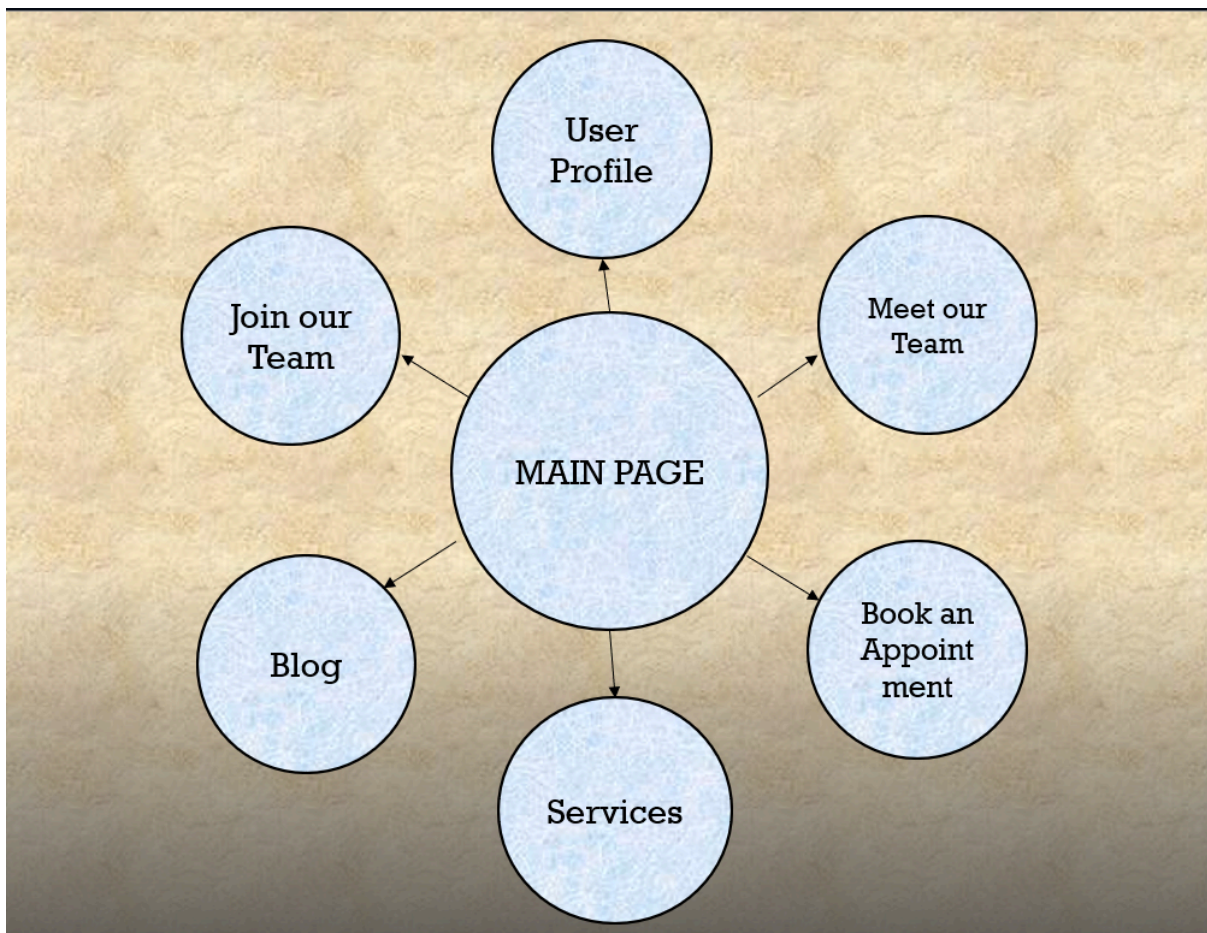 User
Profile
Join our
Team
Meet our
Team
MAIN PAGE
Blog
Book an
Appoint
ment
Services